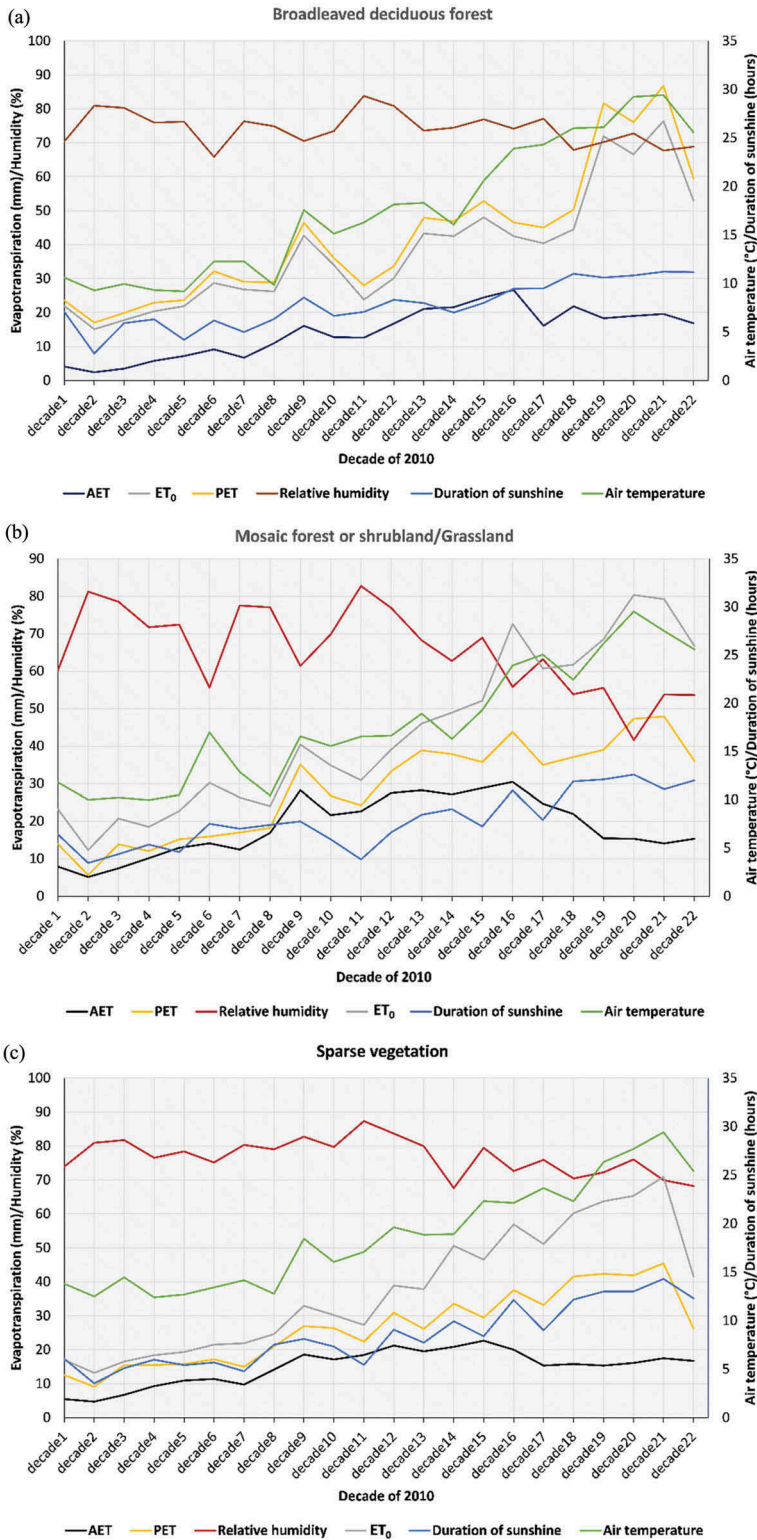 (a)
Broadleaved deciduous forest
Evapotranspiration (mm)/Humidity (%)
100
90
80
70
60
50
40
30
20
10
0
35
30
25
20
15
10
5
0
Air temperature (°C)/Duration of sunshine (hours)
decade1
decade2
decade3
decade4
decade5
decade6
decade7
decade8
decade9
decade10
decade11
decade12
decade13
decade14
decade15
decade16
decade17
decade18
decade19
decade20
decade21
decade22
Decade of 2010
AET ET₀ PET Relative humidity Duration of sunshine Air temperature
(b)
Mosaic forest or shrubland/Grassland
Evapotranspiration (mm)/Humidity (%)
90
80
70
60
50
40
30
20
10
0
35
30
25
20
15
10
5
0
Air temperature (°C)/Duration of sunshine (hours)
decade 1
decade 2
decade 3
decade 4
decade 5
decade 6
decade 7
decade 8
decade 9
decade 10
decade 11
decade 12
decade 13
decade 14
decade 15
decade 16
decade 17
decade 18
decade 19
decade 20
decade 21
decade 22
Decade of 2010
AET PET Relative humidity ET₀ Duration of sunshine Air temperature
(c)
Sparse vegetation
Evapotranspiration (mm)/Humidity (%)
100
90
80
70
60
50
40
30
20
10
0
35
30
25
20
15
10
5
0
Air temperature (°C)/Duration of sunshine (hours)
decade1
decade2
decade3
decade4
decade5
decade6
decade7
decade8
decade9
decade10
decade11
decade12
decade13
decade14
decade15
decade16
decade17
decade18
decade19
decade20
decade21
decade22
Decade of 2010
AET PET Relative humidity ET₀ Duration of sunshine Air temperature